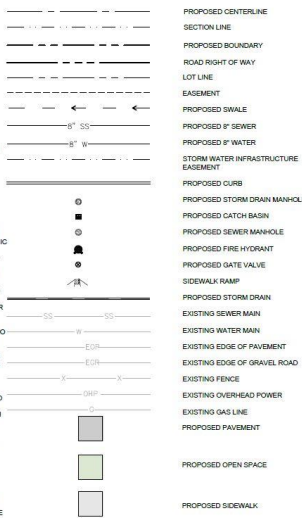 PROPOSED CENTERLINE
SECTION LINE
PROPOSED BOUNDARY
ROAD RIGHT OF WAY
LOT LINE
EASEMENT
PROPOSED SWALE
8" SS PROPOSED 8" SEWER
8" W PROPOSED 8" WATER
STORM WATER INFRASTRUCTURE
EASEMENT
PROPOSED CURB
PROPOSED STORM DRAIN MANHOL
PROPOSED CATCH BASIN
PROPOSED SEWER MANHOLE
IC
PROPOSED FIRE HYDRANT
PROPOSED GATE VALVE
SIDEWALK RAMP
PROPOSED STORM DRAIN
R
SS SS EXISTING SEWER MAIN
O
W EXISTING WATER MAIN
EOP EXISTING EDGE OF PAVEMENT
EGR EXISTING EDGE OF GRAVEL ROAD
X X EXISTING FENCE
OHP EXISTING OVERHEAD POWER
G EXISTING GAS LINE
PROPOSED PAVEMENT
PROPOSED OPEN SPACE
PROPOSED SIDEWALK
E